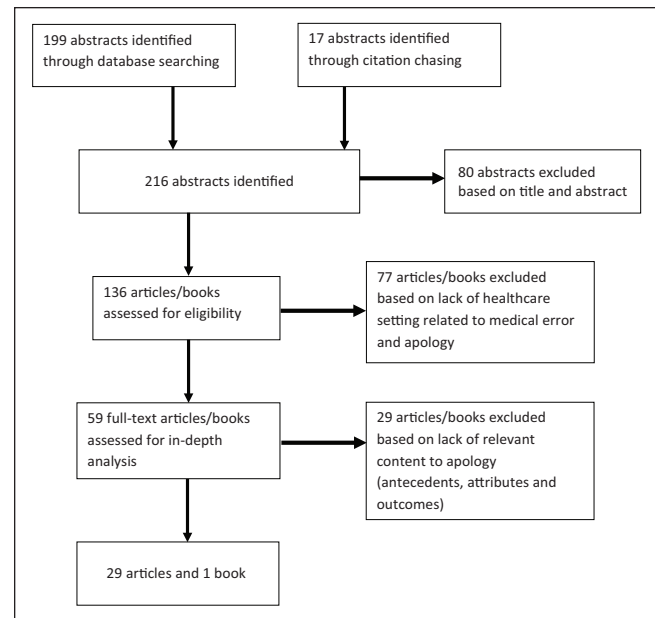 199 abstracts identified
through database searching
17 abstracts identified
through citation chasing
216 abstracts identified
80 abstracts excluded
based on title and abstract
136 articles/books
assessed for eligibility
77 articles/books excluded
based on lack of healthcare
setting related to medical error
and apology
59 full-text articles/books
assessed for in-depth
analysis
29 articles/books excluded
based on lack of relevant
content to apology
(antecedents, attributes and
outcomes)
29 articles and 1 book